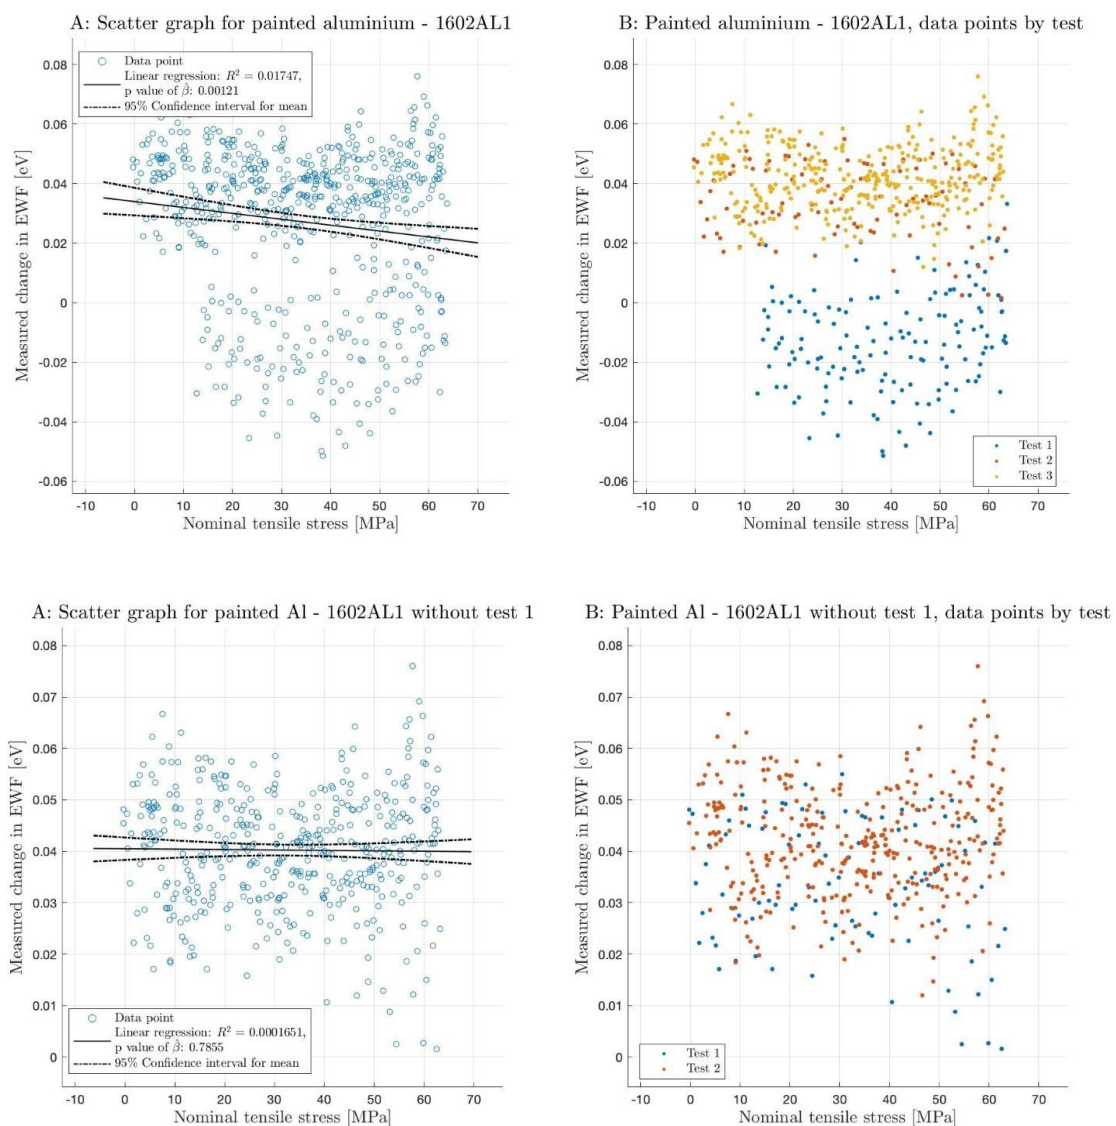 A: Scatter graph for painted aluminium - 1602AL1
Data point
Linear regression: R² = 0.01747,
p value of β̂: 0.00121
95% Confidence interval for mean
0.08
0.06
0.04
0.02
0
-0.02
-0.04
-0.06
Measured change in EWF [eV]
-10 0 10 20 30 40 50 60 70
Nominal tensile stress [MPa]
B: Painted aluminium - 1602AL1, data points by test
0.08
0.06
0.04
0.02
0
-0.02
-0.04
-0.06
Measured change in EWF [eV]
Test 1
Test 2
Test 3
-10 0 10 20 30 40 50 60 70
Nominal tensile stress [MPa]
A: Scatter graph for painted Al - 1602AL1 without test 1
0.08
0.07
0.06
0.05
0.04
0.03
0.02
0.01
0
Measured change in EWF [eV]
Data point
Linear regression: R² = 0.0001651,
p value of β̂: 0.7855
95% Confidence interval for mean
-10 0 10 20 30 40 50 60 70
Nominal tensile stress [MPa]
B: Painted Al - 1602AL1 without test 1, data points by test
0.08
0.07
0.06
0.05
0.04
0.03
0.02
0.01
0
Measured change in EWF [eV]
Test 1
Test 2
-10 0 10 20 30 40 50 60 70
Nominal tensile stress [MPa]